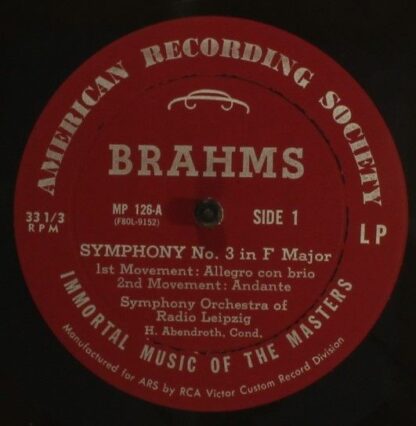 AMERICAN RECORDING SOCIETY
BRAHMS
MP 126-A
(F80L-9152)
SIDE 1
33 1/3
RPM
LP
SYMPHONY No. 3 in F Major
1st Movement: Allegro con brio
2nd Movement: Andante
Symphony Orchestra of
Radio Leipzig
H. Abendroth, Cond.
IMMORTAL MUSIC OF THE MASTERS
Manufactured for ARS by RCA Victor Custom Record Division